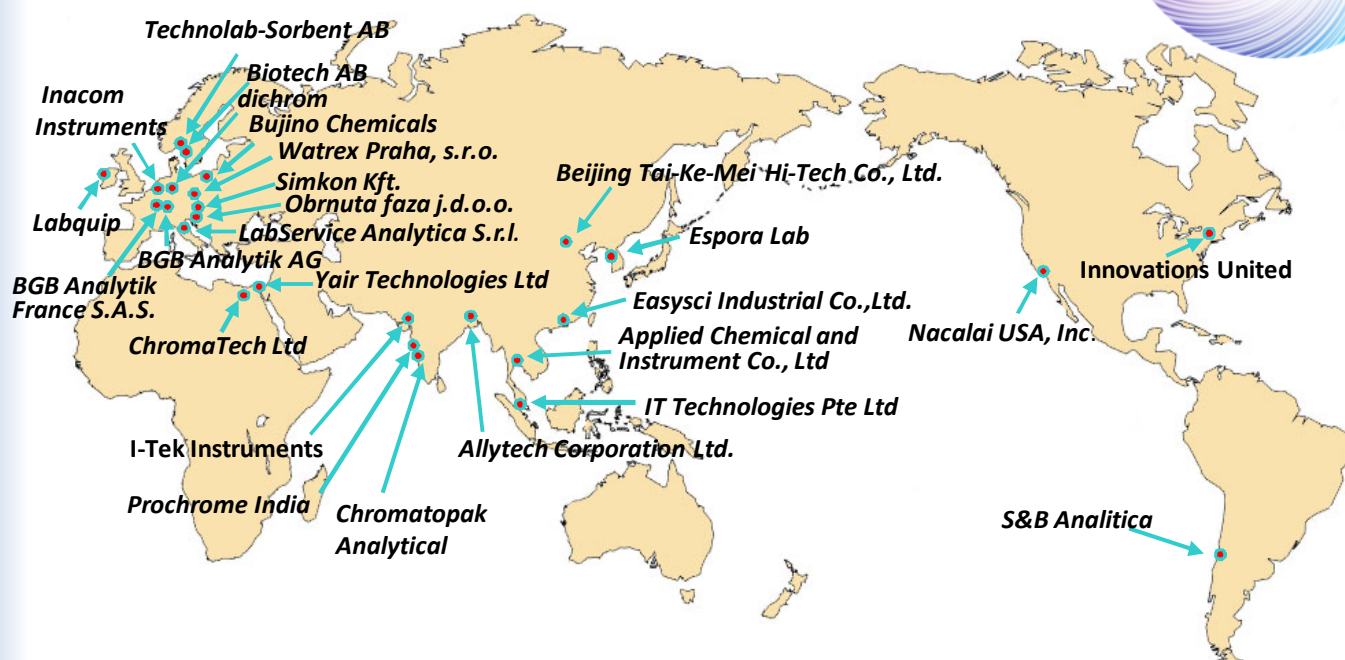 Technolab-Sorbent AB
Biotech AB
Inacom
Instruments
dichrom
Bujino Chemicals
Watrex Praha, s.r.o.
Simkon Kft.
Obrnuta faza j.d.o.o.
Labquip
LabService Analytica S.r.l.
BGB Analytik AG
BGB Analytik
France S.A.S.
Yair Technologies Ltd
ChromaTech Ltd
Beijing Tai-Ke-Mei Hi-Tech Co., Ltd.
Espora Lab
Innovations United
Easysci Industrial Co.,Ltd.
Nacalai USA, Inc.
Applied Chemical and
Instrument Co., Ltd
IT Technologies Pte Ltd
I-Tek Instruments
Allytech Corporation Ltd.
Prochrome India
Chromatopak
Analytical
S&B Analitica